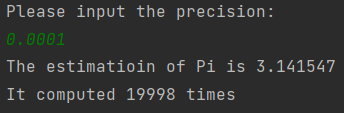 Please input the precision:
0.0001
The estimatioin of Pi is 3.141547
It computed 19998 times